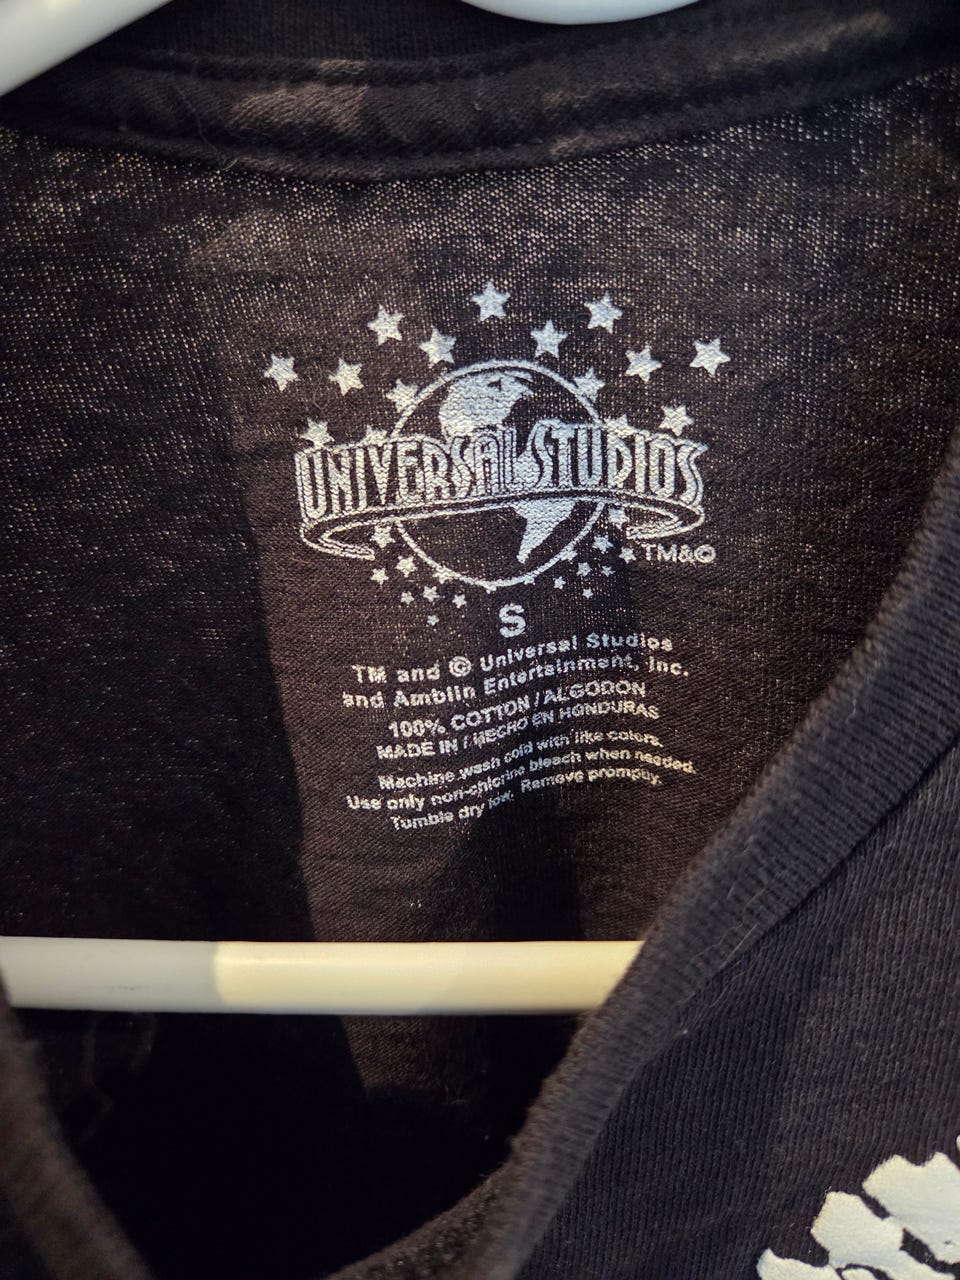 UNIVERSAL STUDIOS
TM&©
S
TM and © Universal Studios
and Amblin Entertainment, Inc.
100% COTTON / ALGODON
MADE IN / HECHO EN HONDURAS
Machine wash cold with like colors.
Use only non-chlorine bleach when needed.
Tumble dry low. Remove promptly.